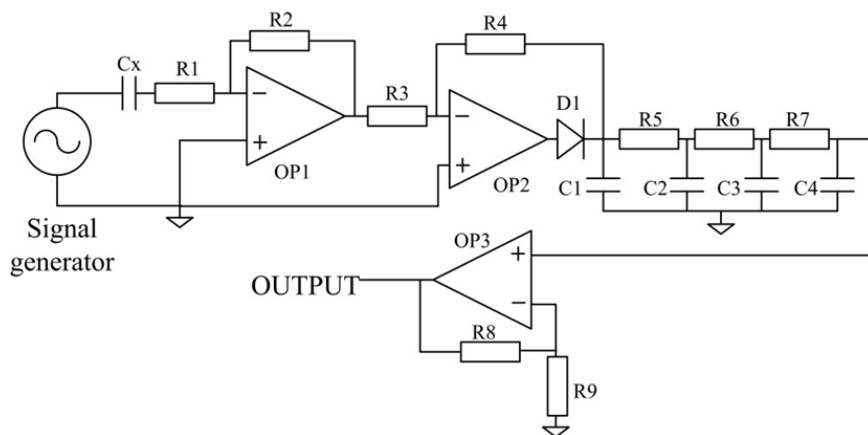 R2
R4
Cx
R1
R3
D1
R5
R6
R7
OP1
OP2
C1
C2
C3
C4
Signal
generator
OP3
OUTPUT
R8
R9